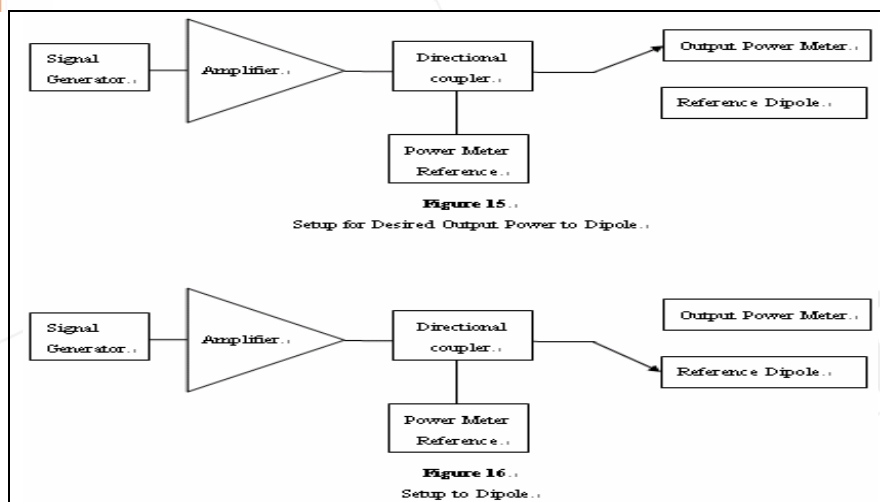 Signal
Generator.
Amplifier.
Directional
coupler.
Output Power Meter.
Reference Dipole.
Power Meter
Reference.
Figure 15.
Setup for Desired Output Power to Dipole.
Signal
Generator.
Amplifier.
Directional
coupler.
Output Power Meter.
Reference Dipole.
Power Meter
Reference.
Figure 16.
Setup to Dipole.